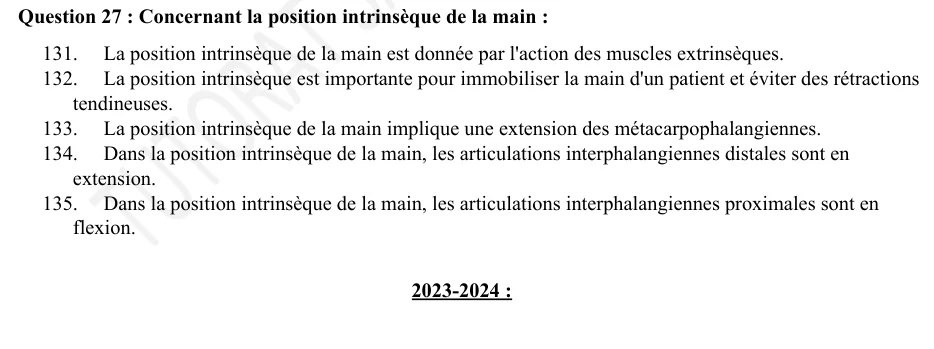 Question 27 : Concernant la position intrinsèque de la main :
131. La position intrinsèque de la main est donnée par l'action des muscles extrinsèques.
132. La position intrinsèque est importante pour immobiliser la main d'un patient et éviter des rétractions
tendineuses.
133. La position intrinsèque de la main implique une extension des métacarpophalangiennes.
134. Dans la position intrinsèque de la main, les articulations interphalangiennes distales sont en
extension.
135. Dans la position intrinsèque de la main, les articulations interphalangiennes proximales sont en
flexion.
2023-2024 :